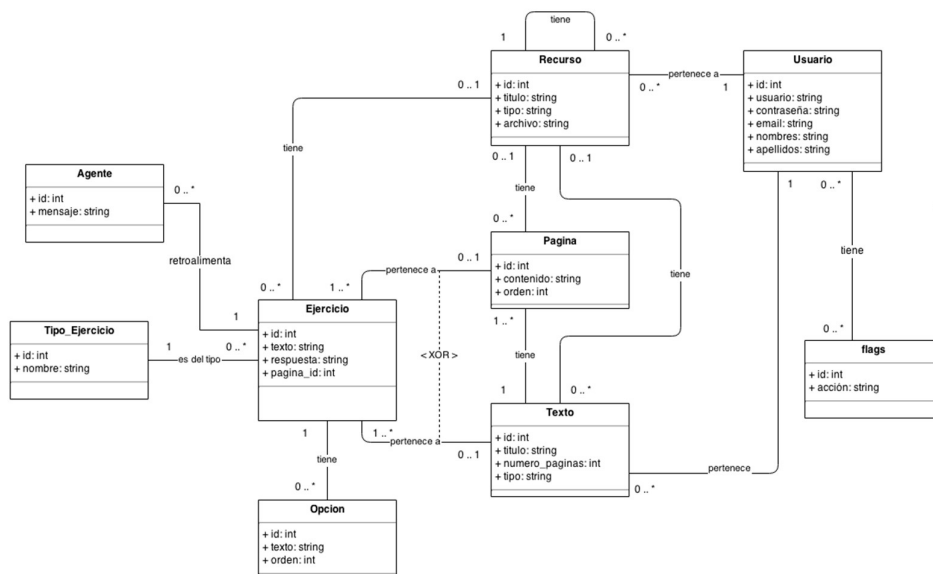 tiene
1
0 .. *
Recurso
+ id: int
+ titulo: string
+ tipo: string
+ archivo: string
0 .. 1
pertenece a
0 .. *
1
Usuario
+ id: int
+ usuario: string
+ contraseña: string
+ email: string
+ nombres: string
+ apellidos: string
tiene
0 .. 1
0 .. 1
1
0 .. *
Agente
+ id: int
+ mensaje: string
0 .. *
tiene
0 .. *
retroalimenta
Pagina
+ id: int
+ contenido: string
+ orden: int
tiene
tiene
0 .. *
1 .. *
pertenece a
0 .. 1
1
Ejercicio
+ id: int
+ texto: string
+ respuesta: string
+ pagina_id: int
1 .. *
Tipo_Ejercicio
+ id: int
+ nombre: string
1
es del tipo
0 .. *
< XOR >
tiene
0 .. *
flags
+ id: int
+ acción: string
1
0 .. *
Texto
+ id: int
+ titulo: string
+ numero_paginas: int
+ tipo: string
1
1 .. *
pertenece a
0 .. 1
pertenece
0 .. *
tiene
0 .. *
Opcion
+ id: int
+ texto: string
+ orden: int